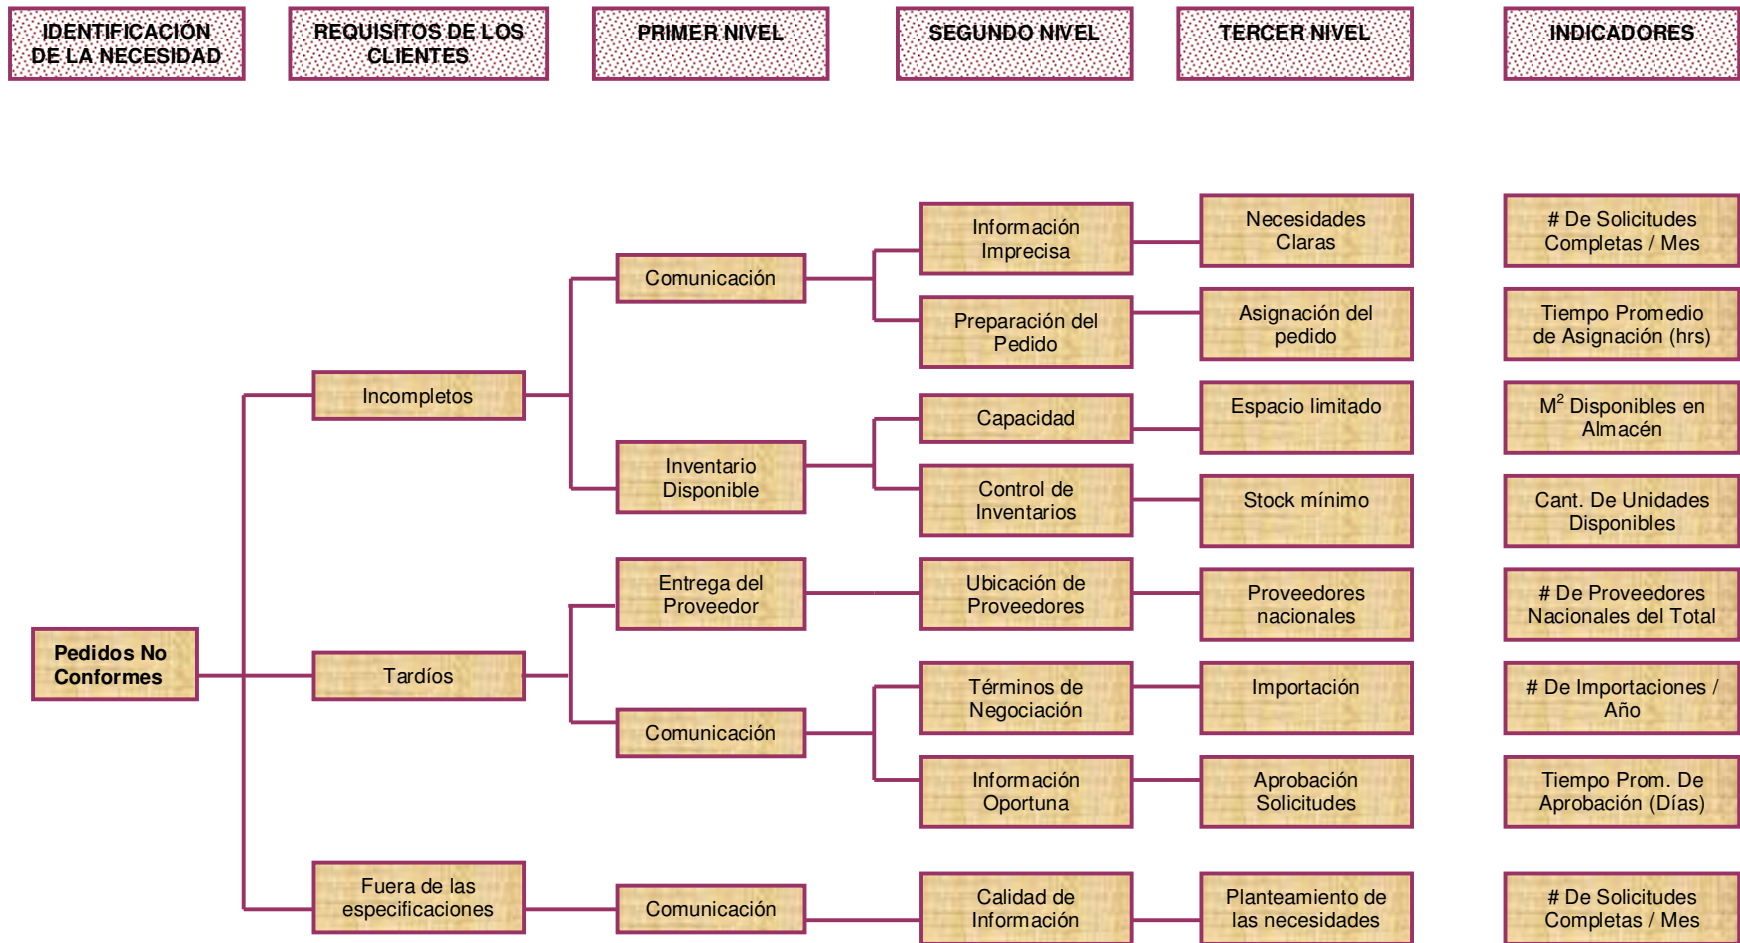 IDENTIFICACIÓN
DE LA NECESIDAD
REQUISÍTOS DE LOS
CLIENTES
PRIMER NIVEL
SEGUNDO NIVEL
TERCER NIVEL
INDICADORES
Pedidos No
Conformes
Incompletos
Comunicación
Información
Imprecisa
Necesidades
Claras
# De Solicitudes
Completas / Mes
Preparación del
Pedido
Asignación del
pedido
Tiempo Promedio
de Asignación (hrs)
Inventario
Disponible
Capacidad
Espacio limitado
M² Disponibles en
Almacén
Control de
Inventarios
Stock mínimo
Cant. De Unidades
Disponibles
Tardíos
Entrega del
Proveedor
Ubicación de
Proveedores
Proveedores
nacionales
# De Proveedores
Nacionales del Total
Comunicación
Términos de
Negociación
Importación
# De Importaciones /
Año
Información
Oportuna
Aprobación
Solicitudes
Tiempo Prom. De
Aprobación (Días)
Fuera de las
especificaciones
Comunicación
Calidad de
Información
Planteamiento de
las necesidades
# De Solicitudes
Completas / Mes